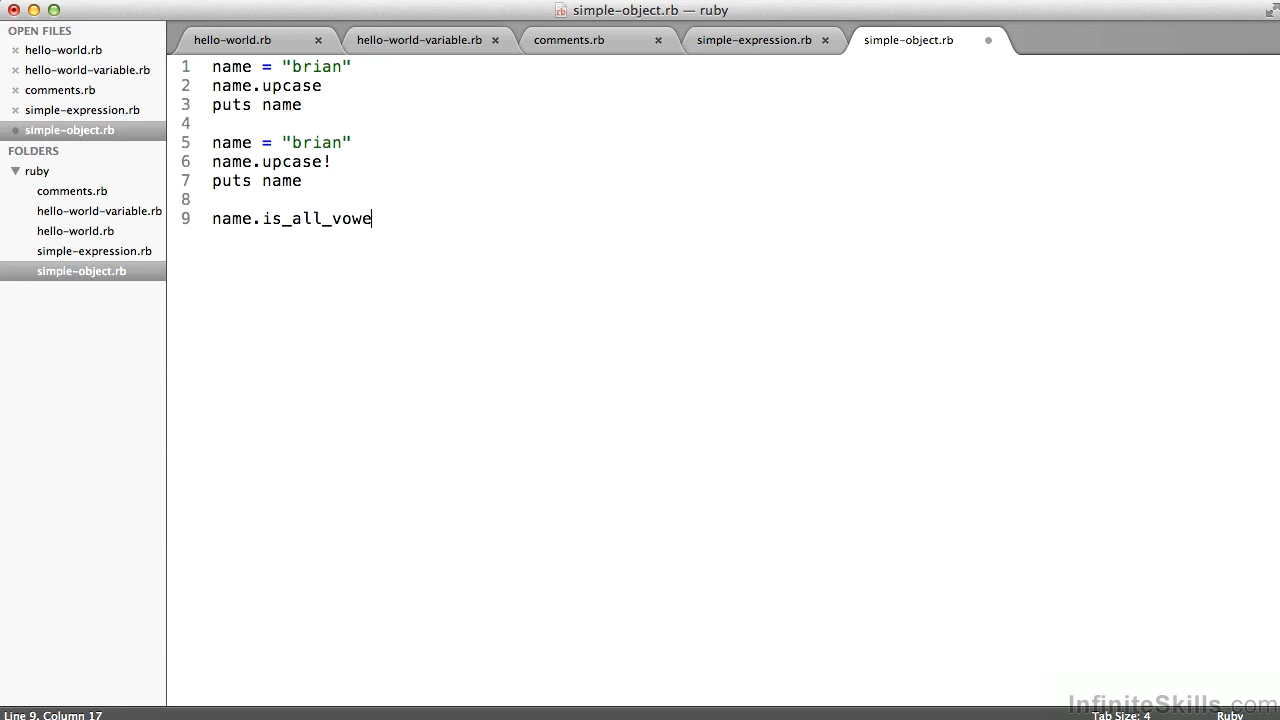 simple-object.rb — ruby
OPEN FILES
hello-world.rb
hello-world-variable.rb
comments.rb
simple-expression.rb
simple-object.rb
FOLDERS
ruby
comments.rb
hello-world-variable.rb
hello-world.rb
simple-expression.rb
simple-object.rb
hello-world.rb hello-world-variable.rb comments.rb simple-expression.rb simple-object.rb
1 name = "brian"
2 name.upcase
3 puts name
4
5 name = "brian"
6 name.upcase!
7 puts name
8
9 name.is_all_vowe
InfiniteSkills.com
Line 9, Column 17 Tab Size: 4 Ruby